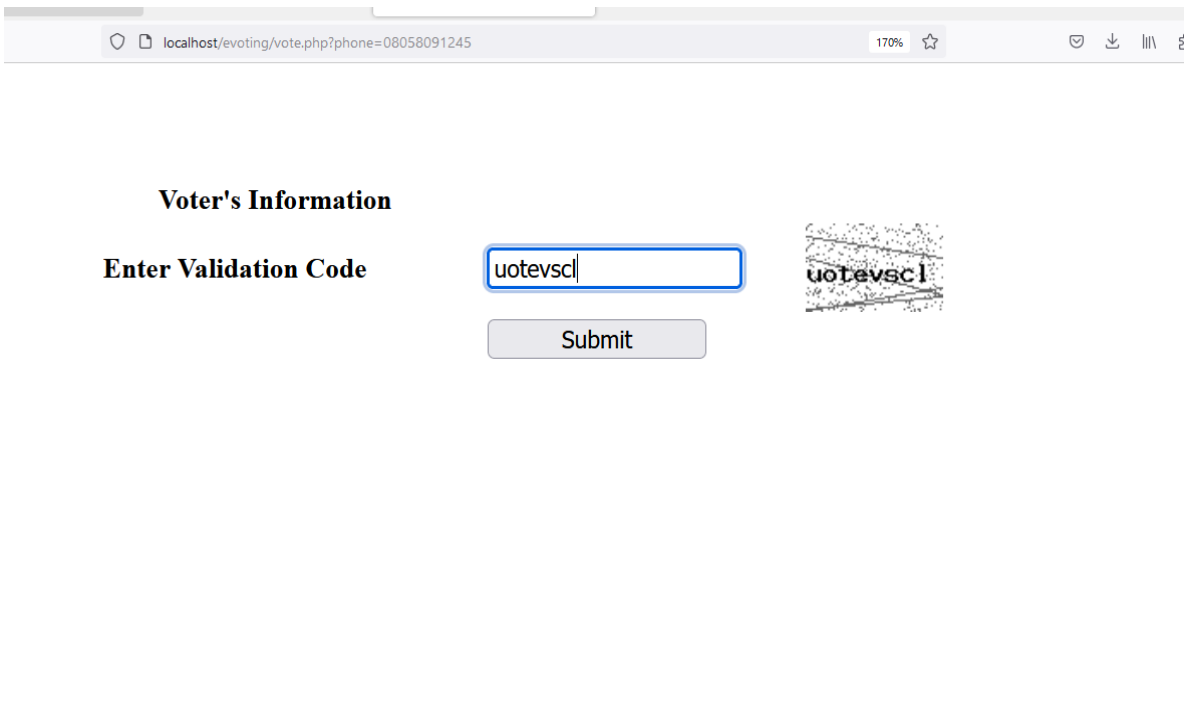 localhost/evoting/vote.php?phone=08058091245 170%
Voter's Information
Enter Validation Code uotevscl uotevscl
Submit